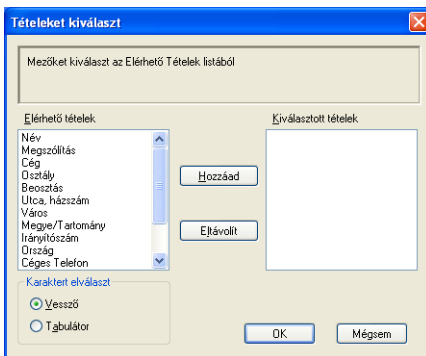 Tételeket kiválaszt
Mezőket kiválaszt az Elérhető Tételek listából
Elérhető tételek
Név
Megszólítás
Cég
Osztály
Beosztás
Utca, házszám
Város
Megye/Tartomány
Irányítószám
Ország
Céges Telefon
Hozzáad
Eltávolít
Kiválasztott tételek
Karaktert elválaszt
Vessző
Tabulátor
OK
Mégsem